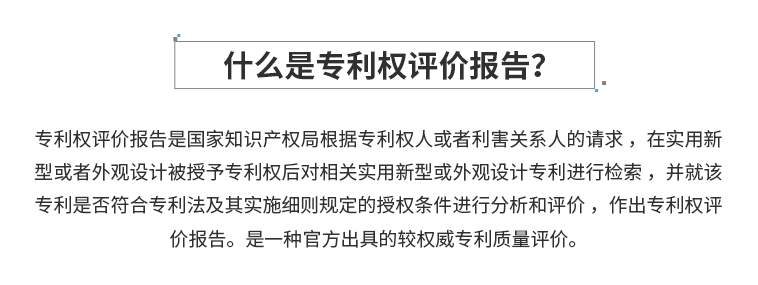 什么是专利权评价报告?
专利权评价报告是国家知识产权局根据专利权人或者利害关系人的请求，在实用新
型或者外观设计被授予专利权后对相关实用新型或外观设计专利进行检索，并就该
专利是否符合专利法及其实施细则规定的授权条件进行分析和评价，作出专利权评
价报告。是一种官方出具的较权威专利质量评价。